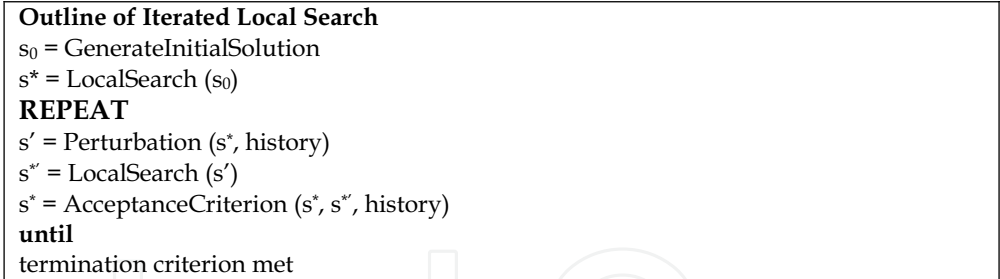 Outline of Iterated Local Search
s₀ = GenerateInitialSolution
s* = LocalSearch (s₀)
REPEAT
s′ = Perturbation (s*, history)
s*′ = LocalSearch (s′)
s* = AcceptanceCriterion (s*, s*′, history)
until
termination criterion met